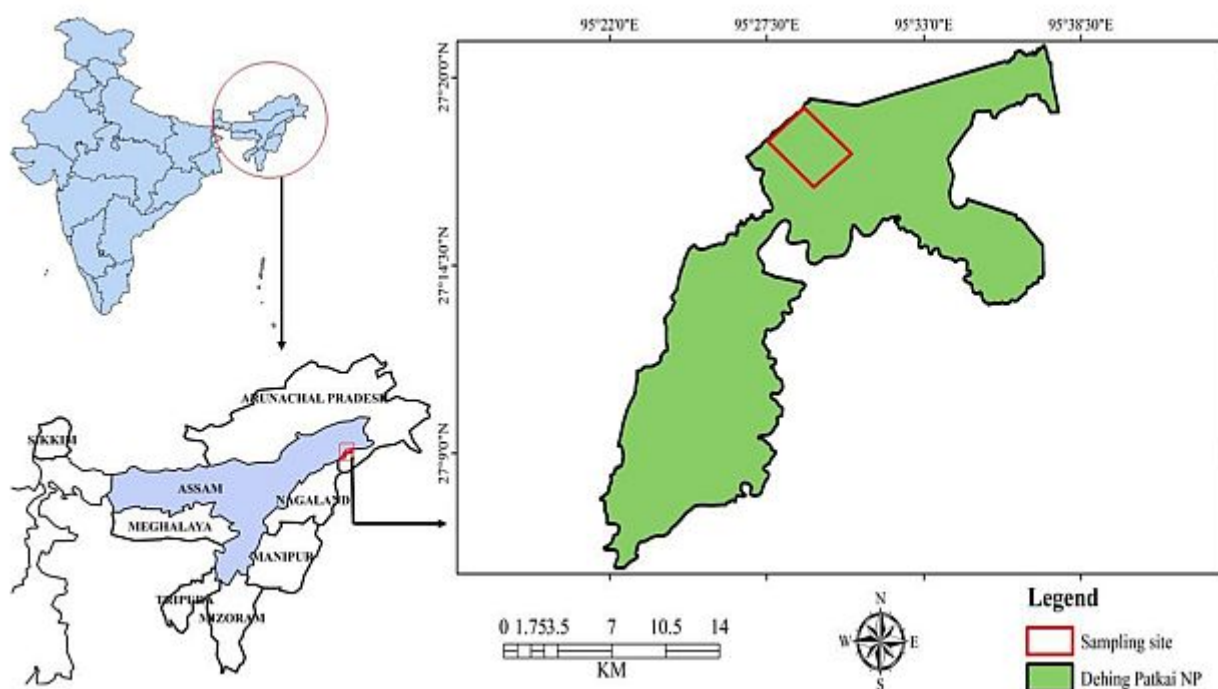 95°22'0"E 95°27'30"E 95°33'0"E 95°38'30"E
27°20'0"N
27°14'30"N
27°9'0"N
ARUNACHAL PRADESH
SIKKIM
ASSAM
NAGALAND
MEGHALAYA
MANIPUR
TRIPURA
MIZORAM
0 1.75 3.5 7 10.5 14
KM
N
W E
S
Legend
Sampling site
Dehing Patkai NP